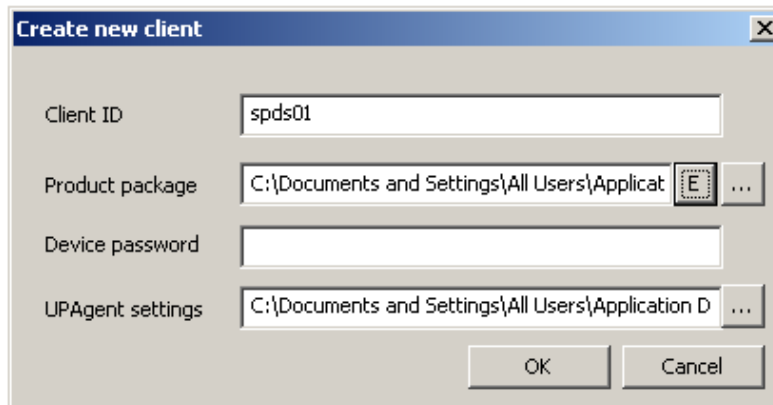 Create new client
Client ID spds01
Product package C:\Documents and Settings\All Users\Applicat E ...
Device password
UPAgent settings C:\Documents and Settings\All Users\Application D ...
OK Cancel